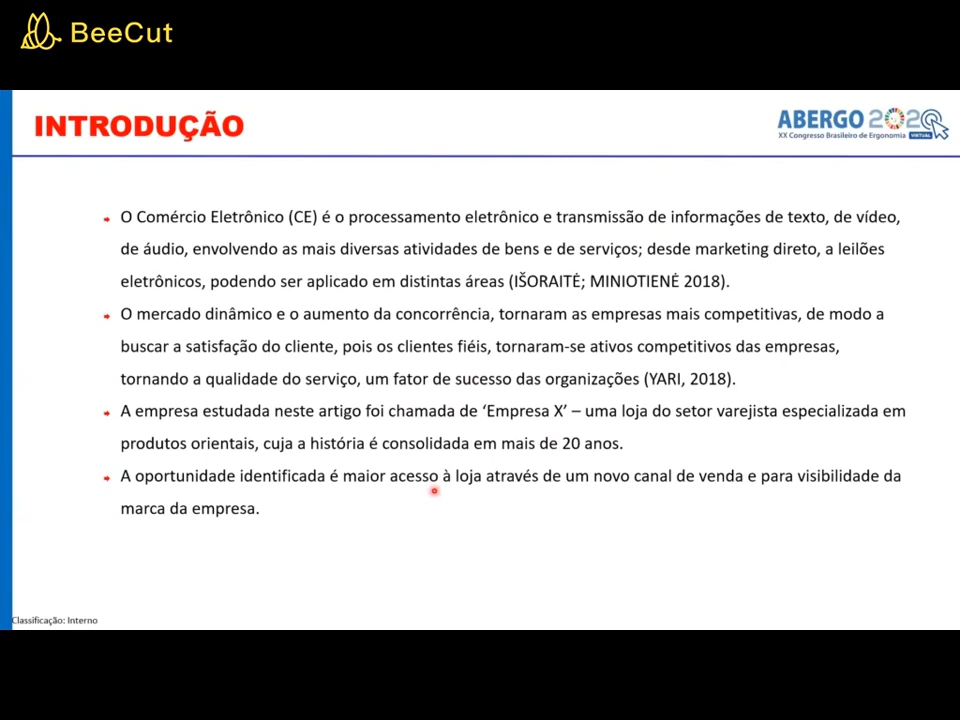 BeeCut
INTRODUÇÃO
ABERGO 2020
XX Congresso Brasileiro de Ergonomia VIRTUAL
O Comércio Eletrônico (CE) é o processamento eletrônico e transmissão de informações de texto, de vídeo,
de áudio, envolvendo as mais diversas atividades de bens e de serviços; desde marketing direto, a leilões
eletrônicos, podendo ser aplicado em distintas áreas (IŠORAITĖ; MINIOTIENĖ 2018).
O mercado dinâmico e o aumento da concorrência, tornaram as empresas mais competitivas, de modo a
buscar a satisfação do cliente, pois os clientes fiéis, tornaram-se ativos competitivos das empresas,
tornando a qualidade do serviço, um fator de sucesso das organizações (YARI, 2018).
A empresa estudada neste artigo foi chamada de ‘Empresa X’ – uma loja do setor varejista especializada em
produtos orientais, cuja a história é consolidada em mais de 20 anos.
A oportunidade identificada é maior acesso à loja através de um novo canal de venda e para visibilidade da
marca da empresa.
Classificação: Interno